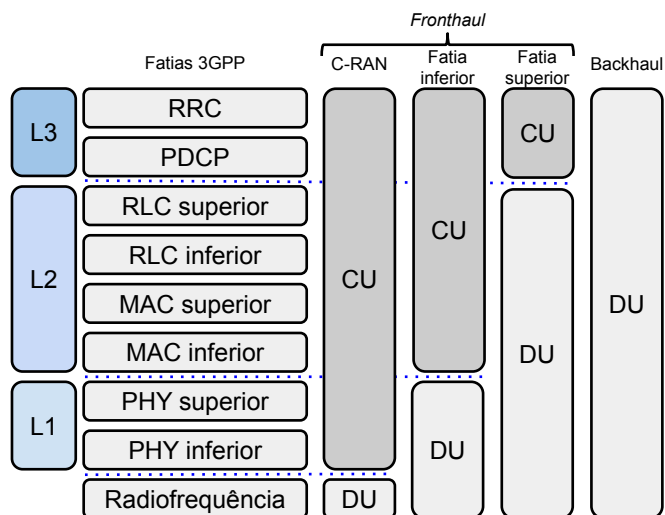 Fronthaul
Fatias 3GPP
C-RAN
Fatia
inferior
Fatia
superior
Backhaul
L3
RRC
PDCP
L2
RLC superior
RLC inferior
MAC superior
MAC inferior
L1
PHY superior
PHY inferior
Radiofrequência
CU
DU
CU
DU
CU
DU
DU